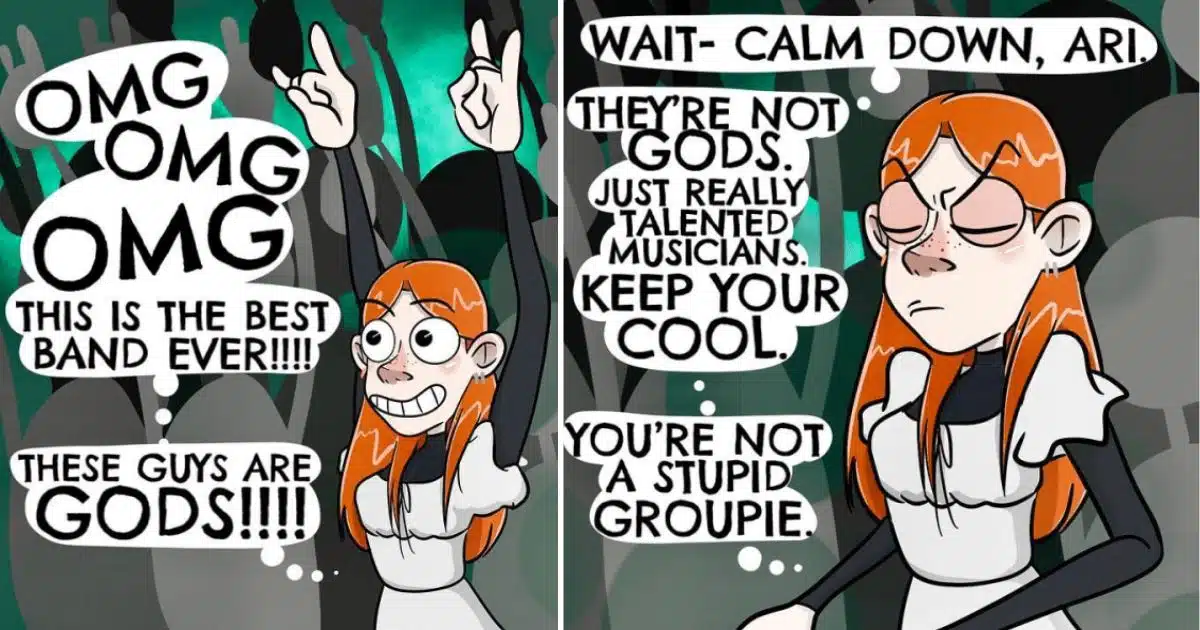 OMG
OMG
OMG
THIS IS THE BEST
BAND EVER!!!!
THESE GUYS ARE
GODS!!!!
WAIT- CALM DOWN, ARI.
THEY'RE NOT
GODS.
JUST REALLY
TALENTED
MUSICIANS.
KEEP YOUR
COOL.
YOU'RE NOT
A STUPID
GROUPIE.